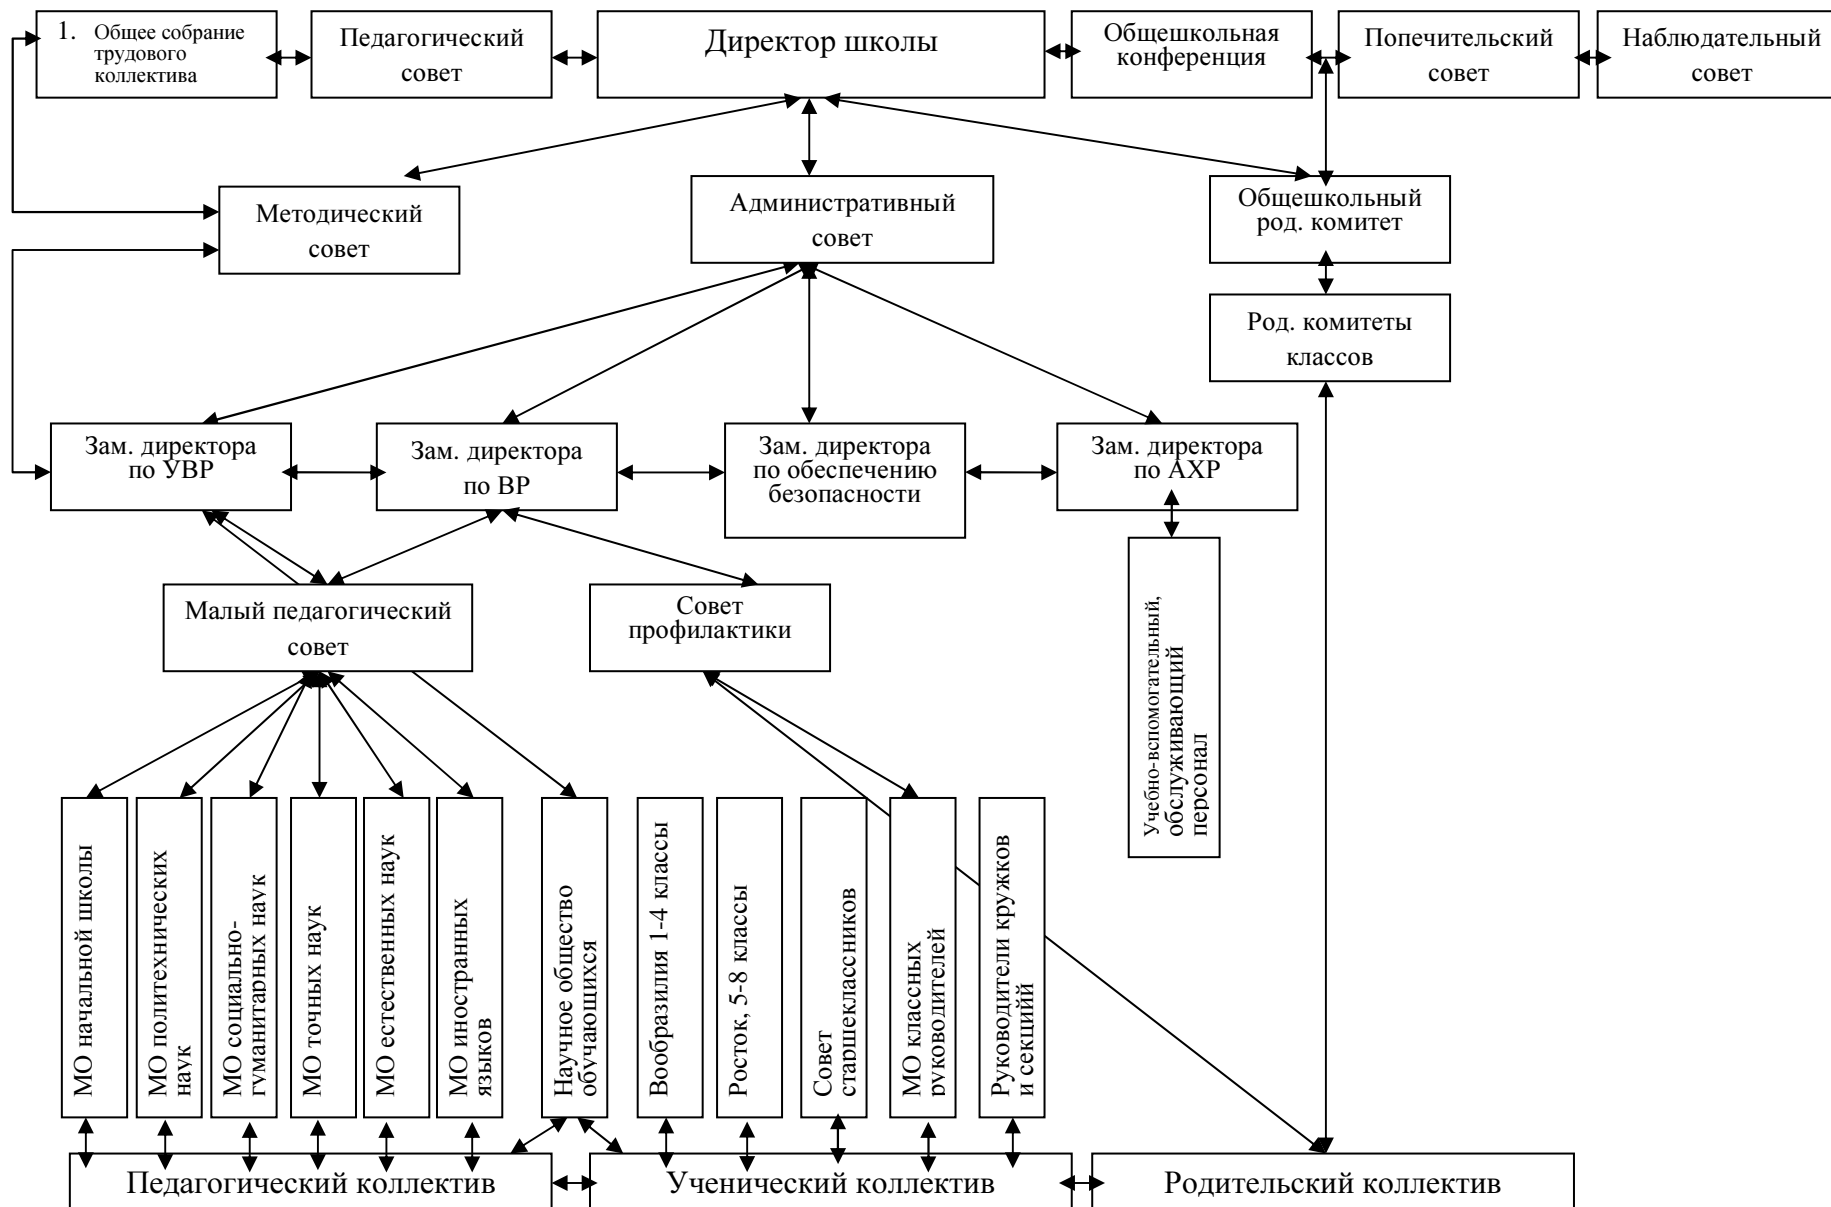 1. Общее собрание
трудового
коллектива
Педагогический
совет
Директор школы
Общешкольная
конференция
Попечительский
совет
Наблюдательный
совет
Методический
совет
Административный
совет
Общешкольный
род. комитет
Род. комитеты
классов
Зам. директора
по УВР
Зам. директора
по ВР
Зам. директора
по обеспечению
безопасности
Зам. директора
по АХР
Малый педагогический
совет
Совет
профилактики
Учебно-вспомогательный,
обслуживающий
персонал
МО начальной школы
МО политехнических
наук
МО социально-
гуманитарных наук
МО точных наук
МО естественных наук
МО иностранных
языков
Научное общество
обучающихся
Вообразилия 1-4 классы
Росток, 5-8 классы
Совет
старшеклассников
МО классных
руководителей
Руководители кружков
и секцийй
Педагогический коллектив
Ученический коллектив
Родительский коллектив